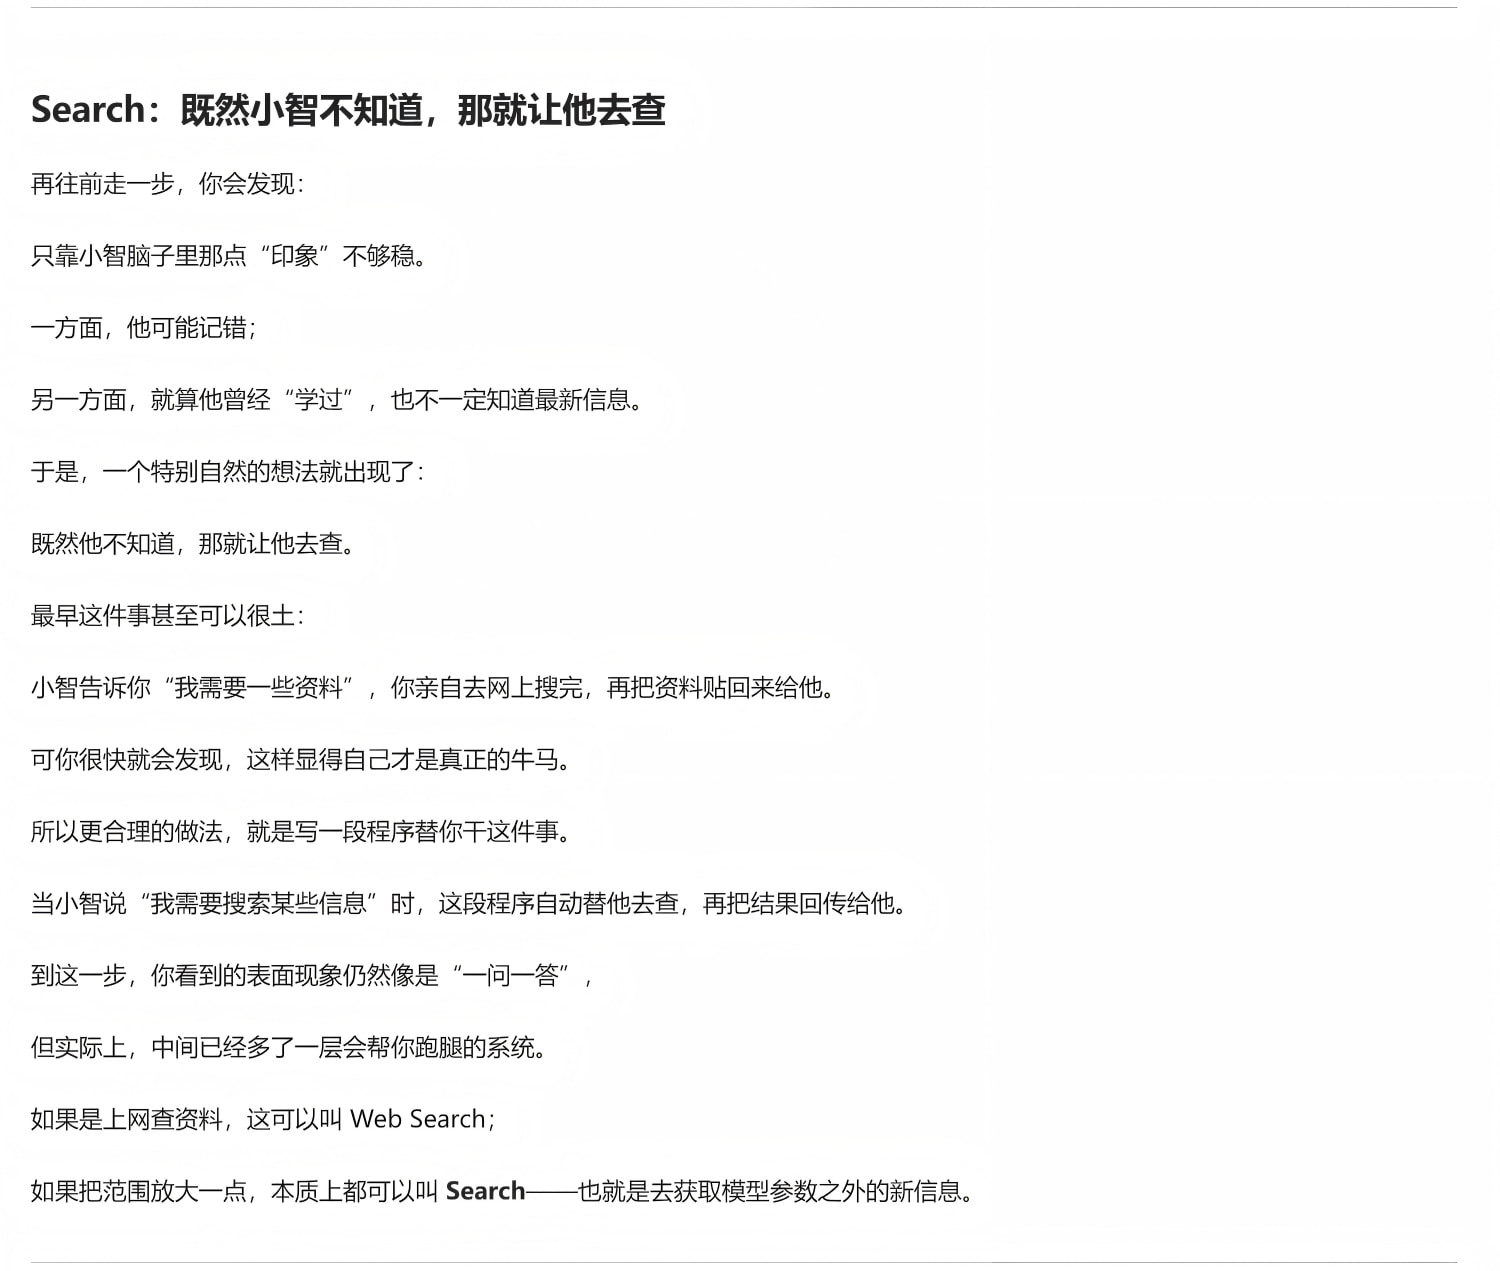 Search：既然小智不知道，那就让他去查
再往前走一步，你会发现：
只靠小智脑子里那点“印象”不够稳。
一方面，他可能记错；
另一方面，就算他曾经“学过”，也不一定知道最新信息。
于是，一个特别自然的想法就出现了：
既然他不知道，那就让他去查。
最早这件事甚至可以很土：
小智告诉你“我需要一些资料”，你亲自去网上搜完，再把资料贴回来给他。
可你很快就会发现，这样显得自己才是真正的牛马。
所以更合理的做法，就是写一段程序替你干这件事。
当小智说“我需要搜索某些信息”时，这段程序自动替他去查，再把结果回传给他。
到这一步，你看到的表面现象仍然像是“一问一答”，
但实际上，中间已经多了一层会帮你跑腿的系统。
如果是上网查资料，这可以叫 Web Search；
如果把范围放大一点，本质上都可以叫 Search——也就是去获取模型参数之外的新信息。